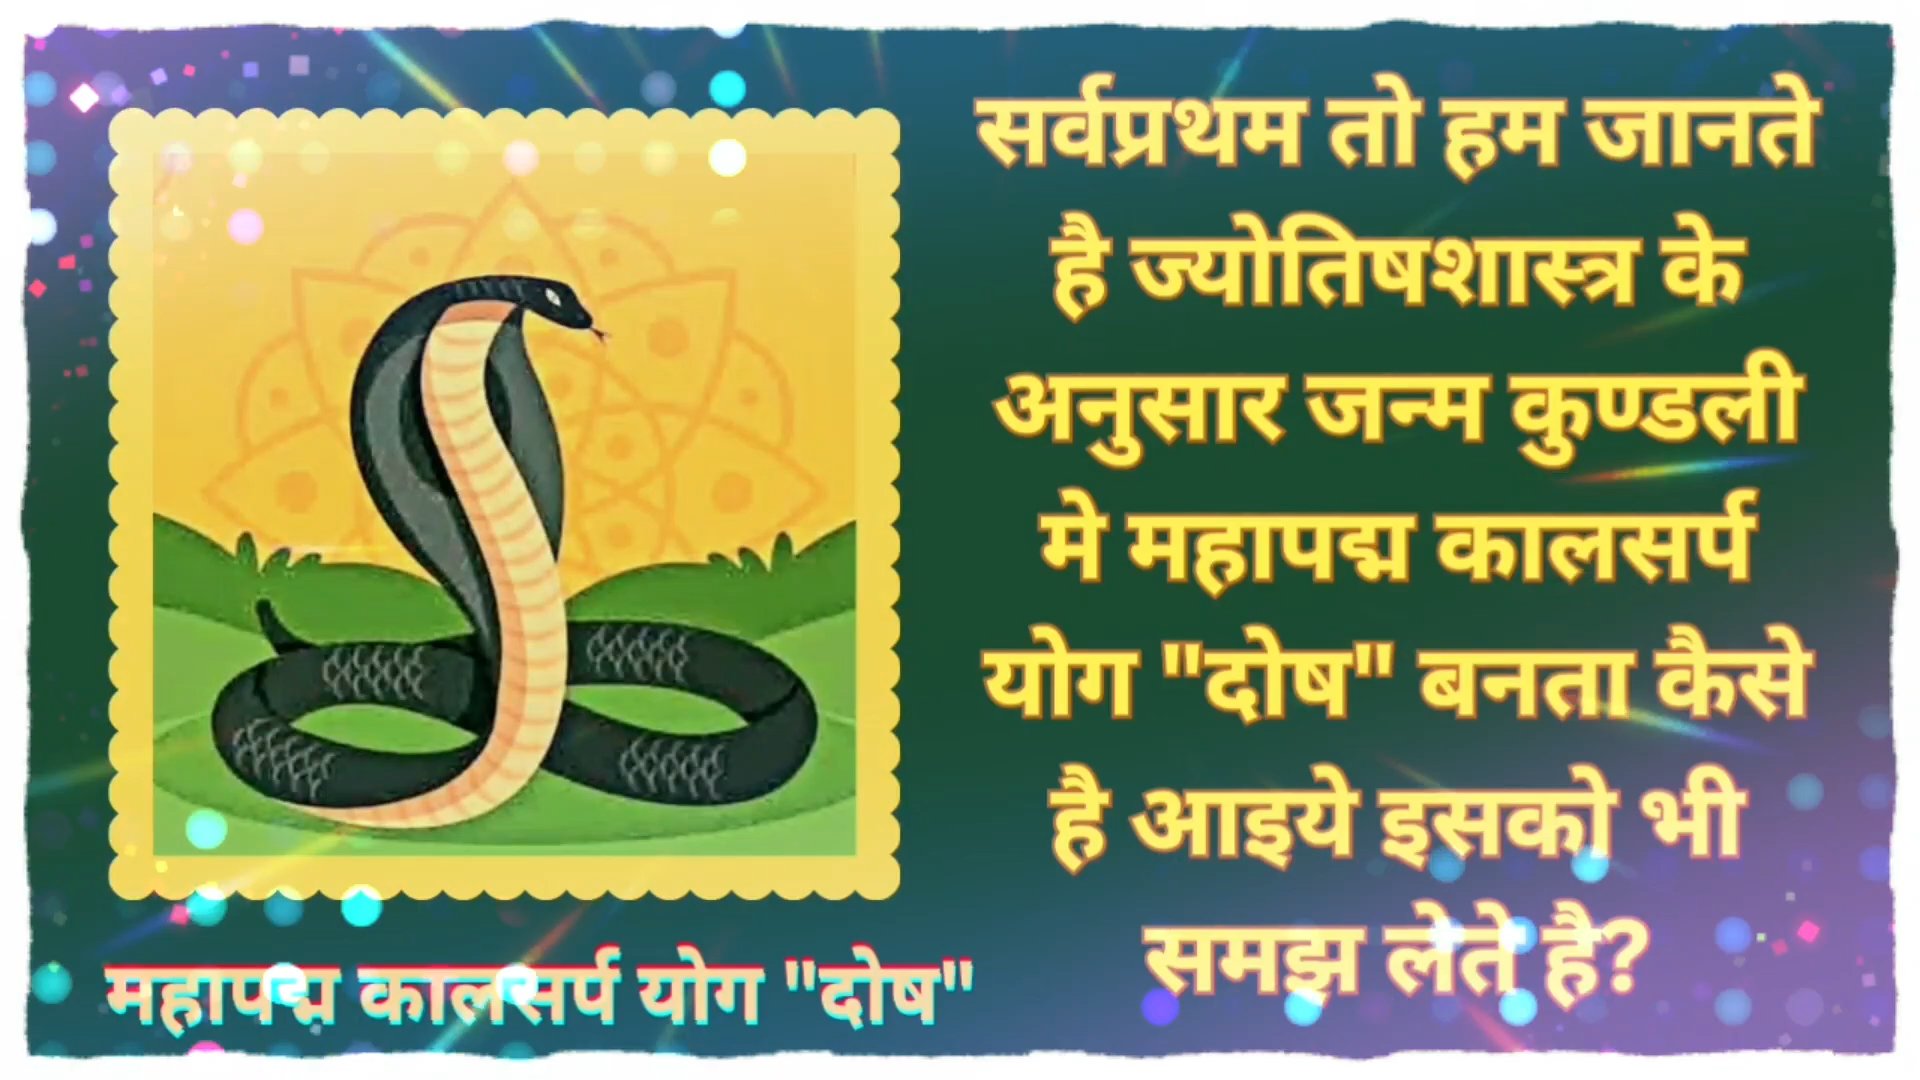 सर्वप्रथम तो हम जानते
है ज्योतिषशास्त्र के
अनुसार जन्म कुण्डली
मे महापद्म कालसर्प
योग "दोष" बनता कैसे
है आइये इसको भी
समझ लेते है?
महापद्म कालसर्प योग "दोष"